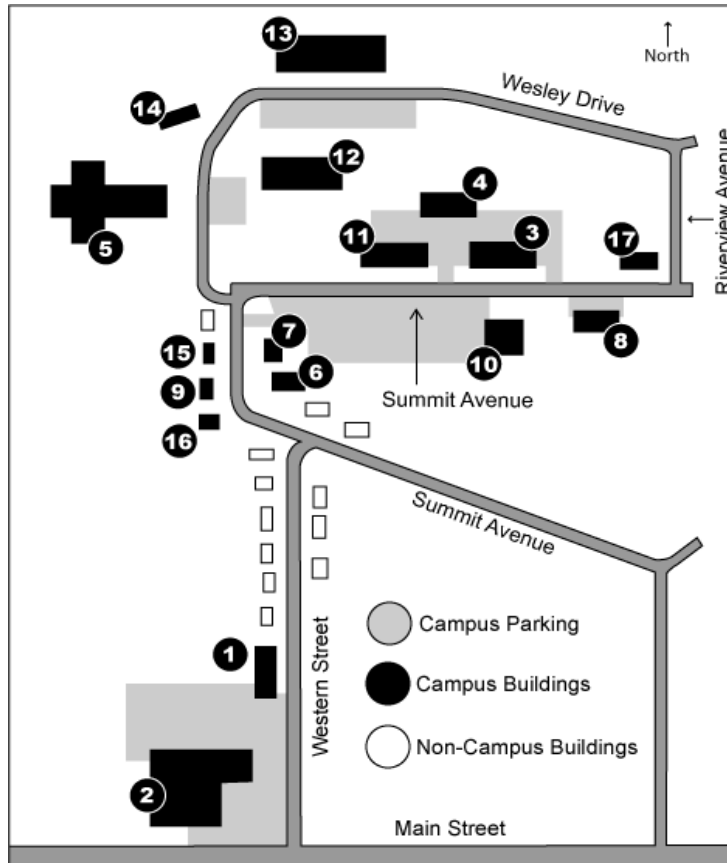 13
North
Wesley Drive
14
12
4
5
11
3
17
Riverview Avenue
7
8
15
10
6
9
Summit Avenue
16
Summit Avenue
Campus Parking
1
Western Street
Campus Buildings
Non-Campus Buildings
2
Main Street